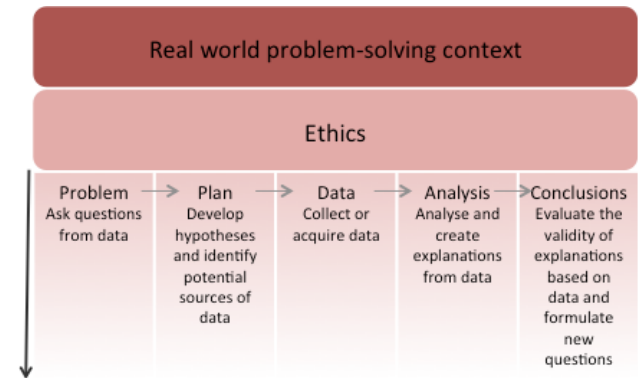 Real world problem-solving context
Ethics
Problem
Ask questions
from data
Plan
Develop
hypotheses
and identify
potential
sources of
data
Data
Collect or
acquire data
Analysis
Analyse and
create
explanations
from data
Conclusions
Evaluate the
validity of
explanations
based on
data and
formulate
new
questions